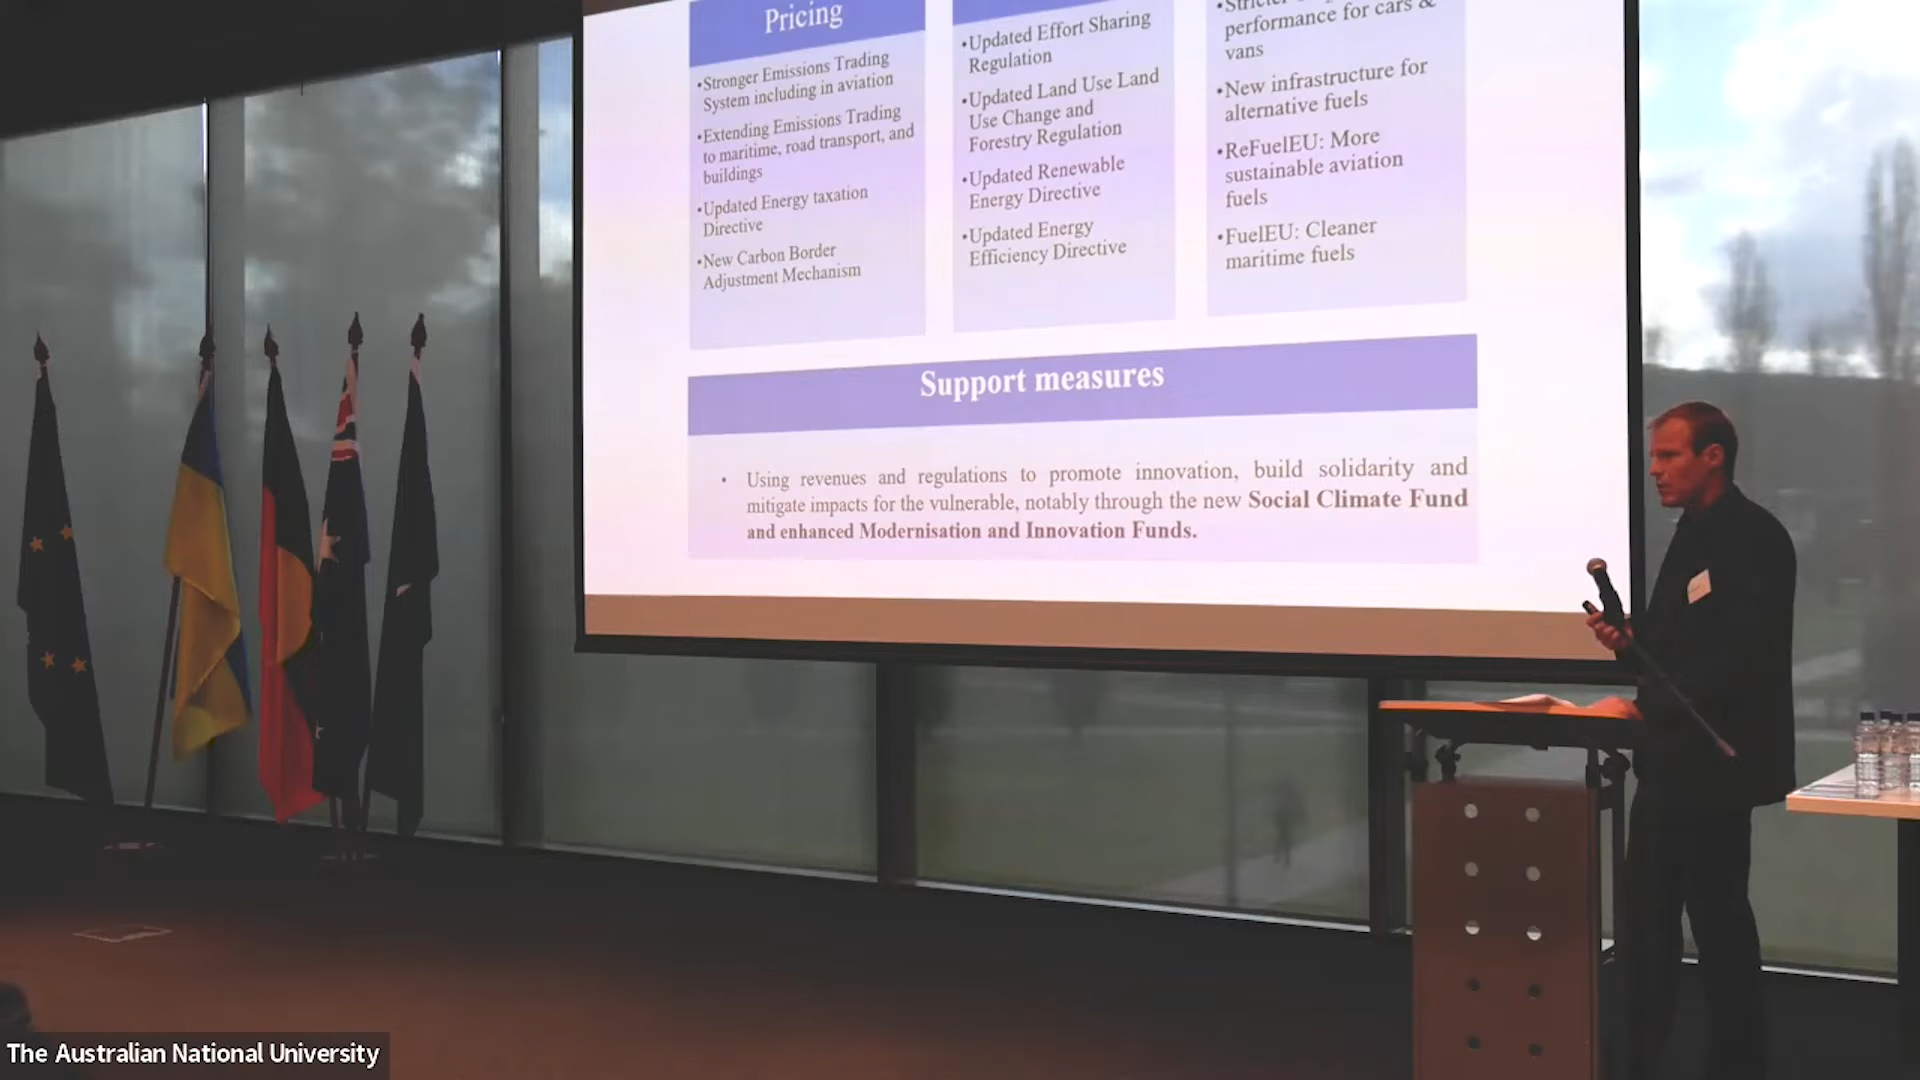 Pricing
•Stronger Emissions Trading
System including in aviation
•Extending Emissions Trading
to maritime, road transport, and
buildings
•Updated Energy taxation
Directive
•New Carbon Border
Adjustment Mechanism
•Updated Effort Sharing
Regulation
•Updated Land Use Land
Use Change and
Forestry Regulation
•Updated Renewable
Energy Directive
•Updated Energy
Efficiency Directive
performance for cars &
vans
•New infrastructure for
alternative fuels
•ReFuelEU: More
sustainable aviation
fuels
•FuelEU: Cleaner
maritime fuels
Support measures
• Using revenues and regulations to promote innovation, build solidarity and
mitigate impacts for the vulnerable, notably through the new Social Climate Fund
and enhanced Modernisation and Innovation Funds.
The Australian National University